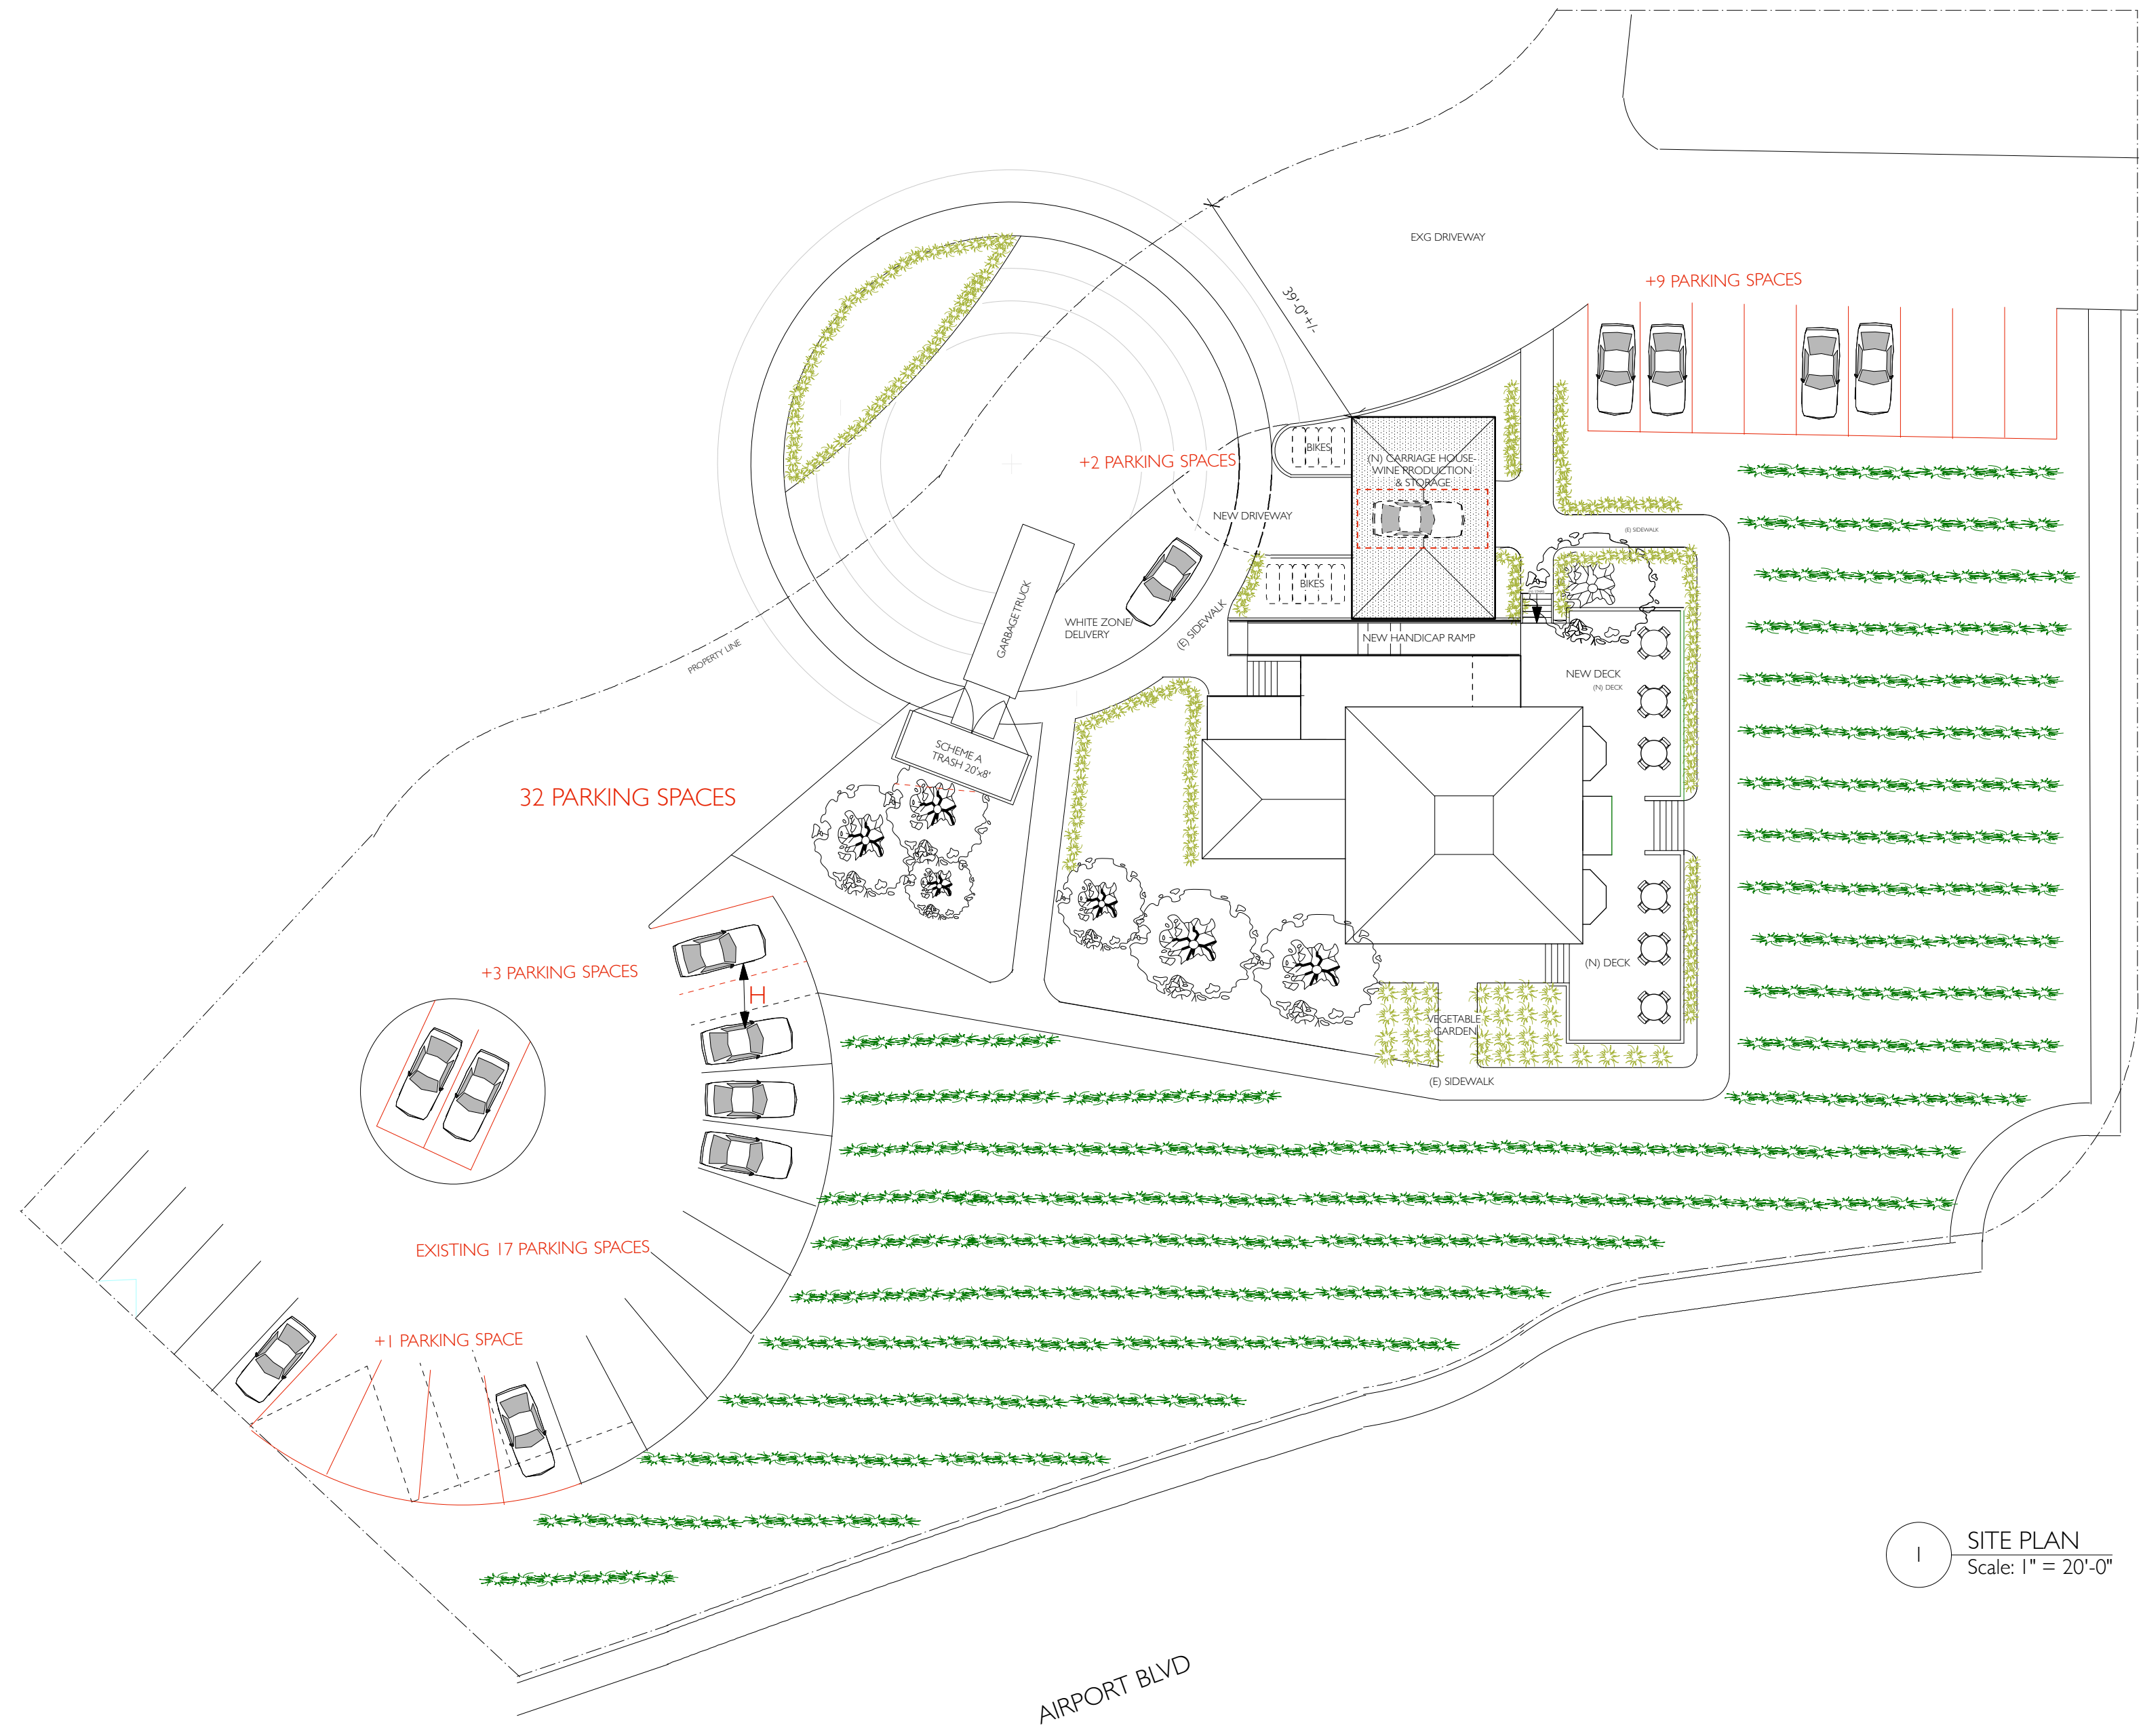 EXG DRIVEWAY
+9 PARKING SPACES
39'-0" +/-
BIKES
(N) CARRIAGE HOUSE-
WINE PRODUCTION
& STORAGE
+2 PARKING SPACES
NEW DRIVEWAY
(E) SIDEWALK
BIKES
GARBAGE TRUCK
WHITE ZONE/
DELIVERY
(E) SIDEWALK
NEW HANDICAP RAMP
PROPERTY LINE
NEW DECK
(N) DECK
SCHEME A
TRASH 20'x8'
32 PARKING SPACES
+3 PARKING SPACES
H
(N) DECK
VEGETABLE
GARDEN
(E) SIDEWALK
EXISTING 17 PARKING SPACES
+1 PARKING SPACE
1
SITE PLAN
Scale: 1" = 20'-0"
AIRPORT BLVD